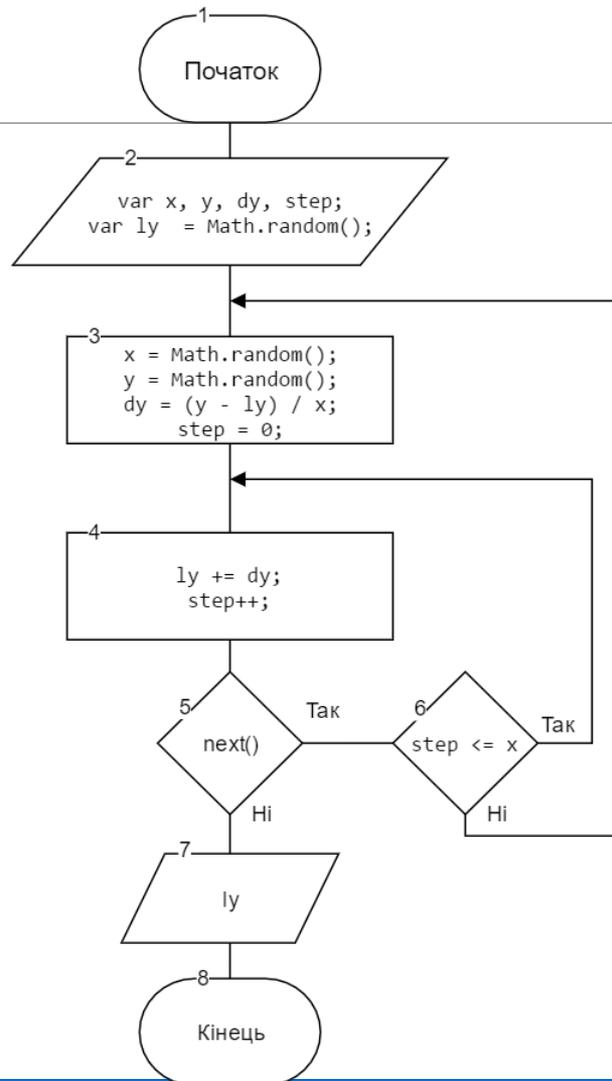 1
Початок
2
var x, y, dy, step;
var ly  = Math.random();
3
x = Math.random();
y = Math.random();
dy = (y - ly) / x;
step = 0;
4
ly += dy;
step++;
5
next()
Так
6
step <= x
Так
Ні
Ні
7
ly
8
Кінець